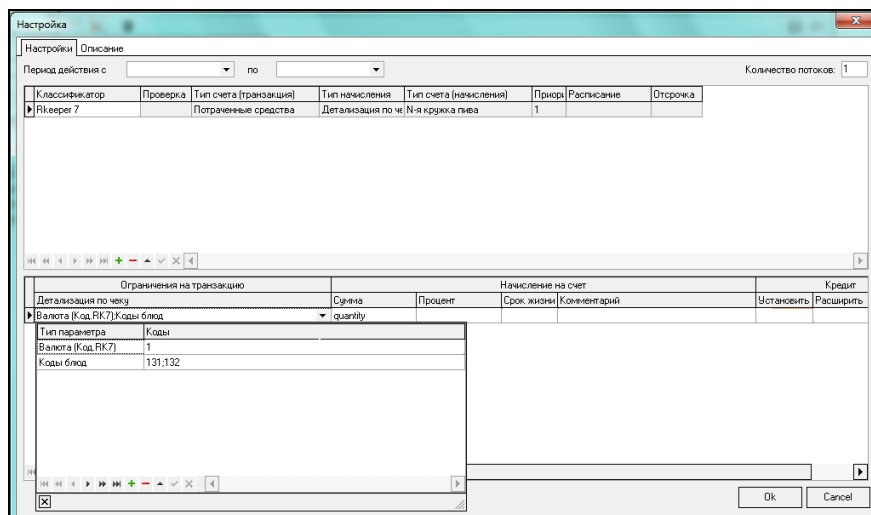 Настройка
Настройки Описание
Период действия с по Количество потоков: 1
Классификатор Проверка Тип счета (транзакция) Тип начисления Тип счета (начисления) Приори Расписание Отсрочка
Rkeeper 7 Потраченные средства Детализация по че N-я кружка пива 1
Ограничения на транзакцию Начисление на счет Кредит
Детализация по чеку Сумма Процент Срок жизни Комментарий Установить Расширить
Валюта (Код.RK7);Коды блюд quantity
Тип параметра Коды
Валюта (Код.RK7) 1
Коды блюд 131;132
Ok Cancel